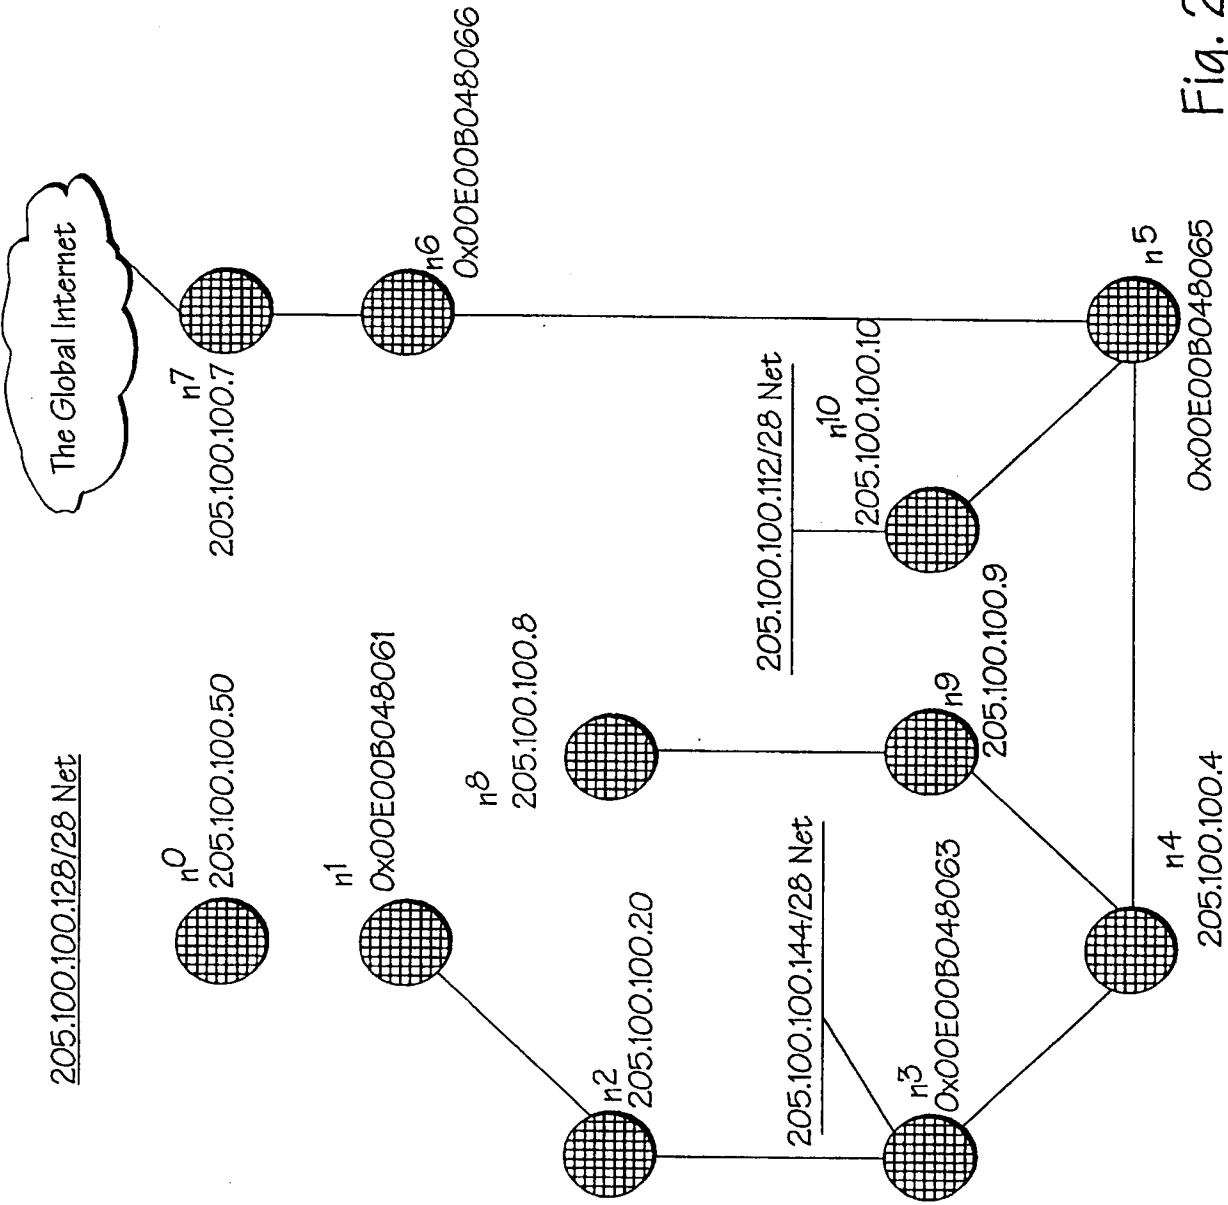 The Global Internet
n7
205.100.100.7
n6
0x00E00B048066
205.100.100.128/28 Net
n0
205.100.100.50
n1
0x00E00B048061
n8
205.100.100.8
n2
205.100.100.20
205.100.100.112/28 Net
n10
205.100.100.10
205.100.100.144/28 Net
n9
205.100.100.9
n3
0x00E00B048063
n4
205.100.100.4
n5
0x00E00B048065
Fig. 2